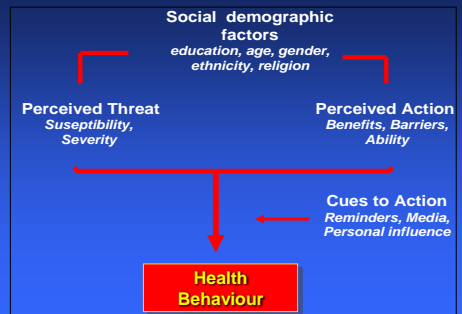 Social demographic
factors
education, age, gender,
ethnicity, religion
Perceived Threat
Suseptibility,
Severity
Perceived Action
Benefits, Barriers,
Ability
Cues to Action
Reminders, Media,
Personal influence
Health
Behaviour